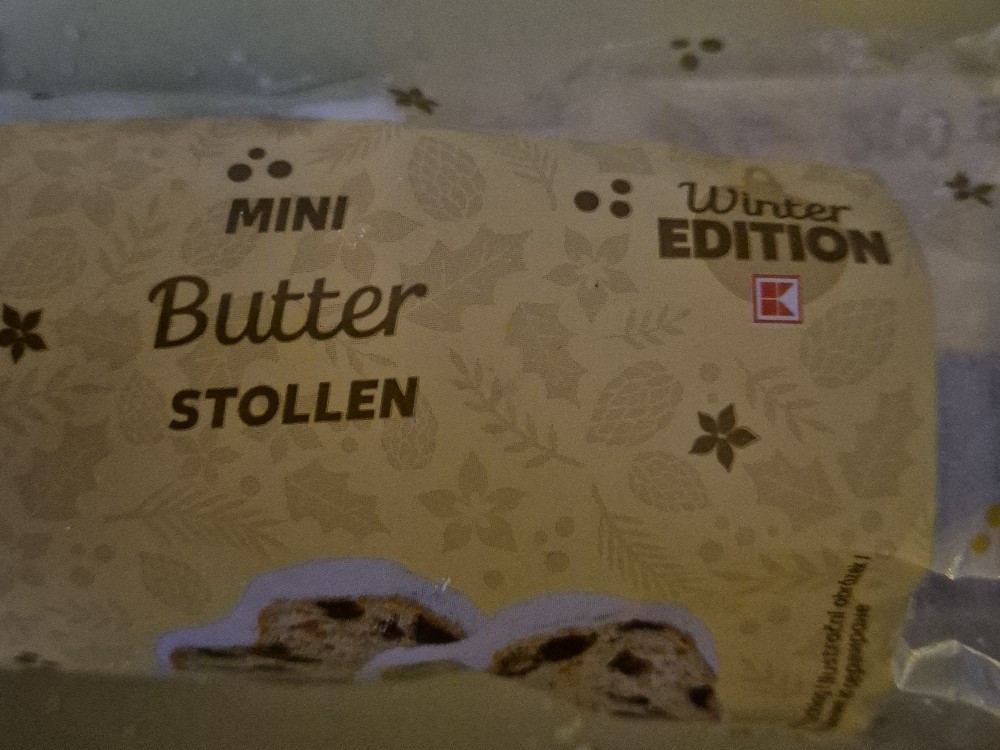 MINI
Butter
STOLLEN
Winter
EDITION
K